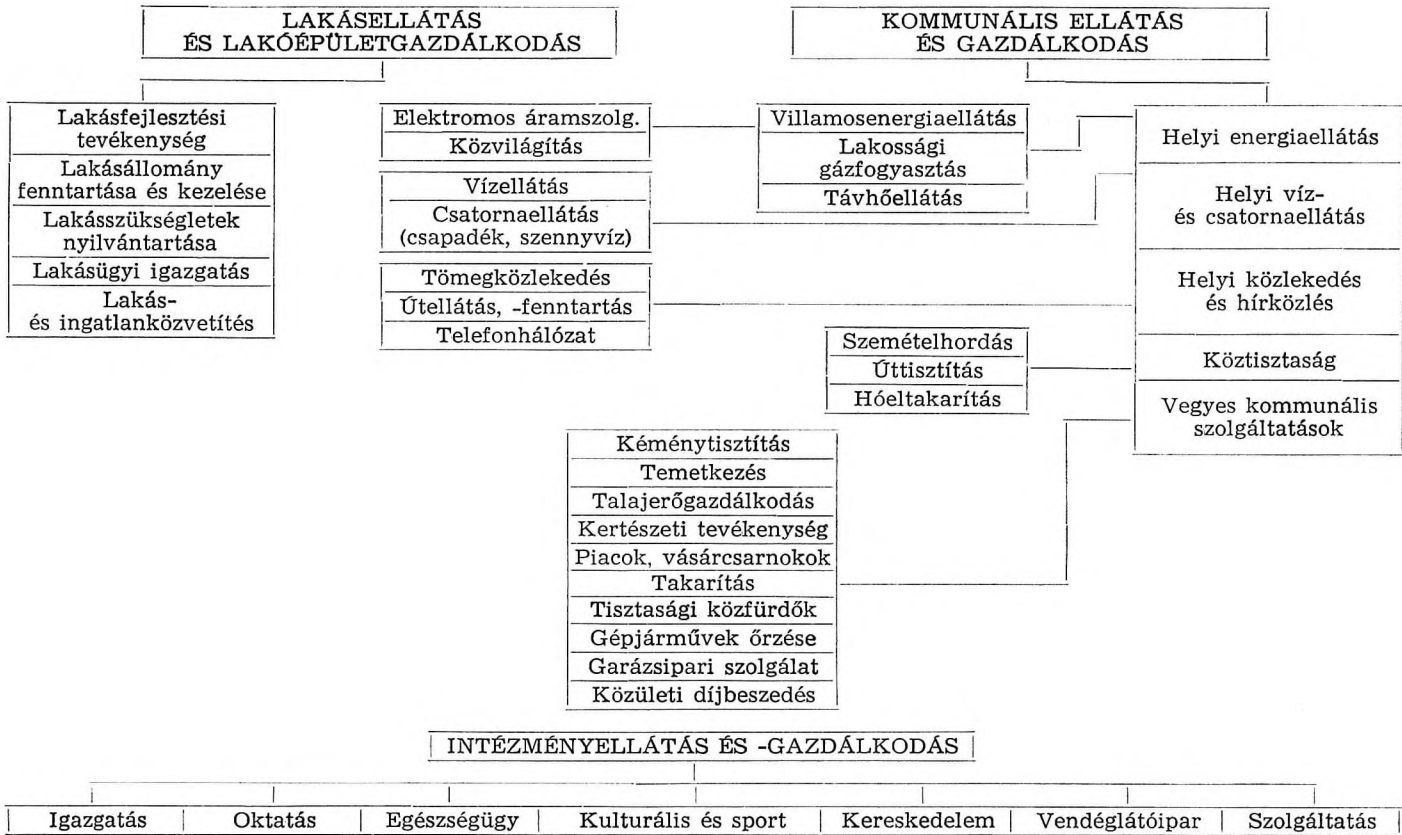 LAKÁSELLÁTÁS
ÉS LAKÓÉPÜLETGAZDÁLKODÁS
KOMMUNÁLIS ELLÁTÁS
ÉS GAZDÁLKODÁS
Lakásfejlesztési
tevékenység
Lakásállomány
fenntartása és kezelése
Lakásszükségletek
nyilvántartása
Lakásügyi igazgatás
Lakás-
és ingatlanközvetítés
Elektromos áramszolg.
Közvilágítás
Vízellátás
Csatornaellátás
(csapadék, szennyvíz)
Tömegközlekedés
Útellátás, -fenntartás
Telefonhálózat
Villamosenergiaellátás
Lakossági
gázfogyasztás
Távhőellátás
Szemételhordás
Úttisztítás
Hóeltakarítás
Helyi energiaellátás
Helyi víz-
és csatornaellátás
Helyi közlekedés
és hírközlés
Köztisztaság
Vegyes kommunális
szolgáltatások
Kéménytisztítás
Temetkezés
Talajerőgazdálkodás
Kertészeti tevékenység
Piacok, vásárcsarnokok
Takarítás
Tisztasági közfürdők
Gépjárművek őrzése
Garázsipari szolgálat
Közületi díjbeszedés
INTÉZMÉNYELLÁTÁS ÉS -GAZDÁLKODÁS
Igazgatás
Oktatás
Egészségügy
Kulturális és sport
Kereskedelem
Vendéglátóipar
Szolgáltatás